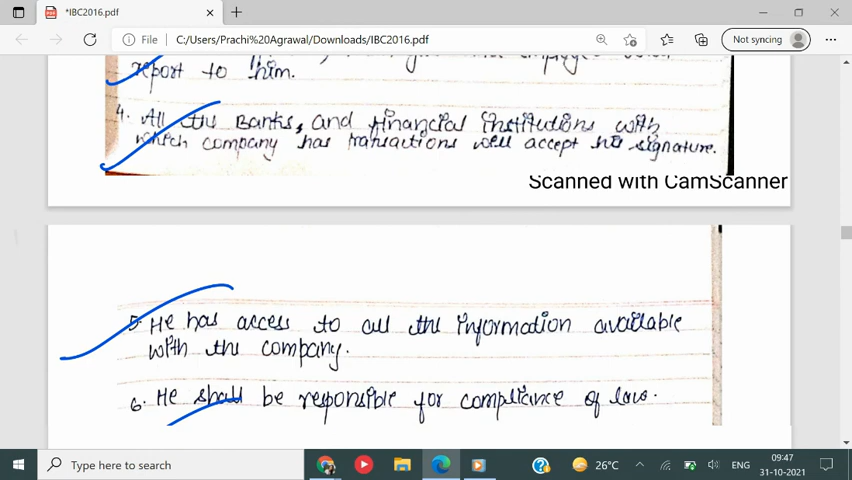 *IBC2016.pdf
File C:/Users/Prachi%20Agrawal/Downloads/IBC2016.pdf Not syncing
report to him.
4. All the Banks, and financial institutions with
which company has transactions will accept his signature.
Scanned with CamScanner
5. He has access to all the information available
with the company.
6. He shall be responsible for compliance of law.
Type here to search 26°C ENG 09:47
31-10-2021